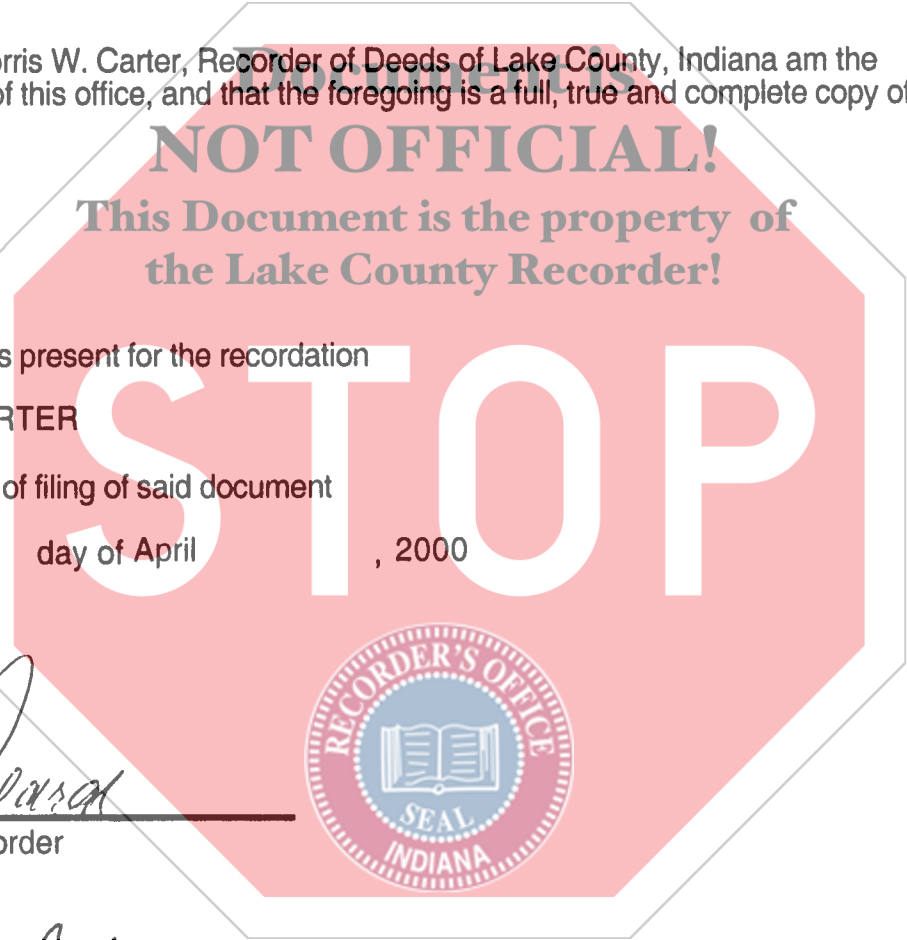 rris W. Carter, Recorder of Deeds of Lake County, Indiana am the
of this office, and that the foregoing is a full, true and complete copy of
Document is
NOT OFFICIAL!
This Document is the property of
the Lake County Recorder!
s present for the recordation
RTER
of filing of said document
day of April , 2000
STOP
RECORDER'S OFFICE
SEAL
INDIANA
order